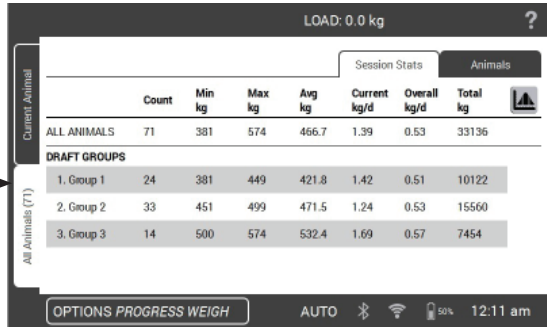 LOAD: 0.0 kg ?
Session Stats Animals
Current Animal
All Animals (71)
Count Min kg Max kg Avg kg Current kg/d Overall kg/d Total kg
ALL ANIMALS 71 381 574 466.7 1.39 0.53 33136
DRAFT GROUPS
1. Group 1 24 381 449 421.8 1.42 0.51 10122
2. Group 2 33 451 499 471.5 1.24 0.53 15560
3. Group 3 14 500 574 532.4 1.69 0.57 7454
OPTIONS PROGRESS WEIGH AUTO 50% 12:11 am